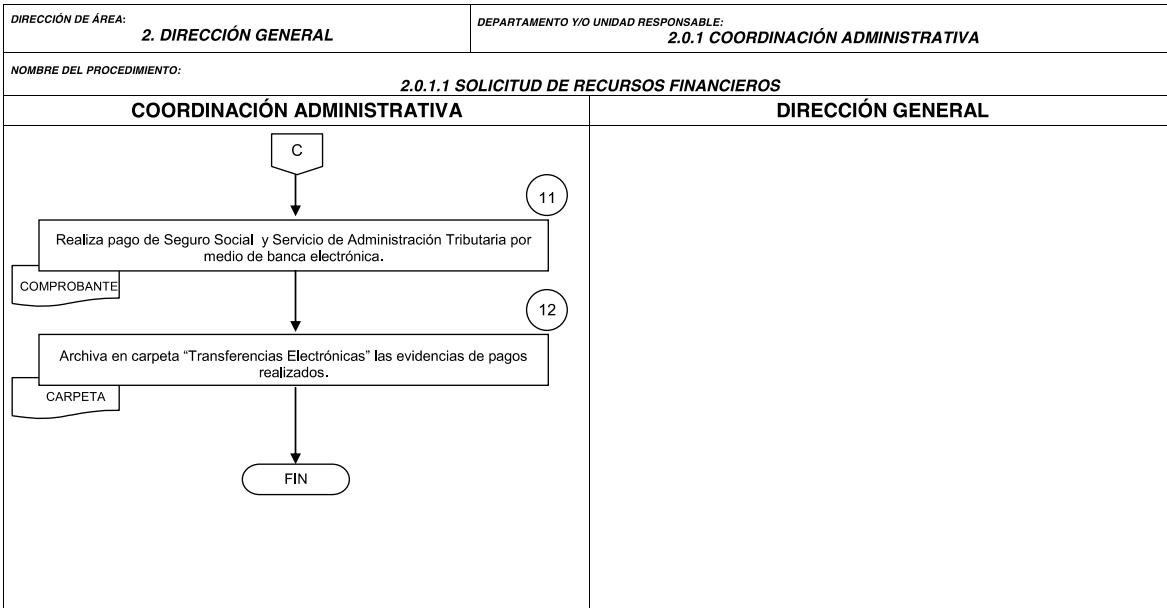 DIRECCIÓN DE ÁREA:
2. DIRECCIÓN GENERAL
DEPARTAMENTO Y/O UNIDAD RESPONSABLE:
2.0.1 COORDINACIÓN ADMINISTRATIVA
NOMBRE DEL PROCEDIMIENTO:
2.0.1.1 SOLICITUD DE RECURSOS FINANCIEROS
COORDINACIÓN ADMINISTRATIVA
DIRECCIÓN GENERAL
C
11
Realiza pago de Seguro Social y Servicio de Administración Tributaria por
medio de banca electrónica.
COMPROBANTE
12
Archiva en carpeta “Transferencias Electrónicas” las evidencias de pagos
realizados.
CARPETA
FIN